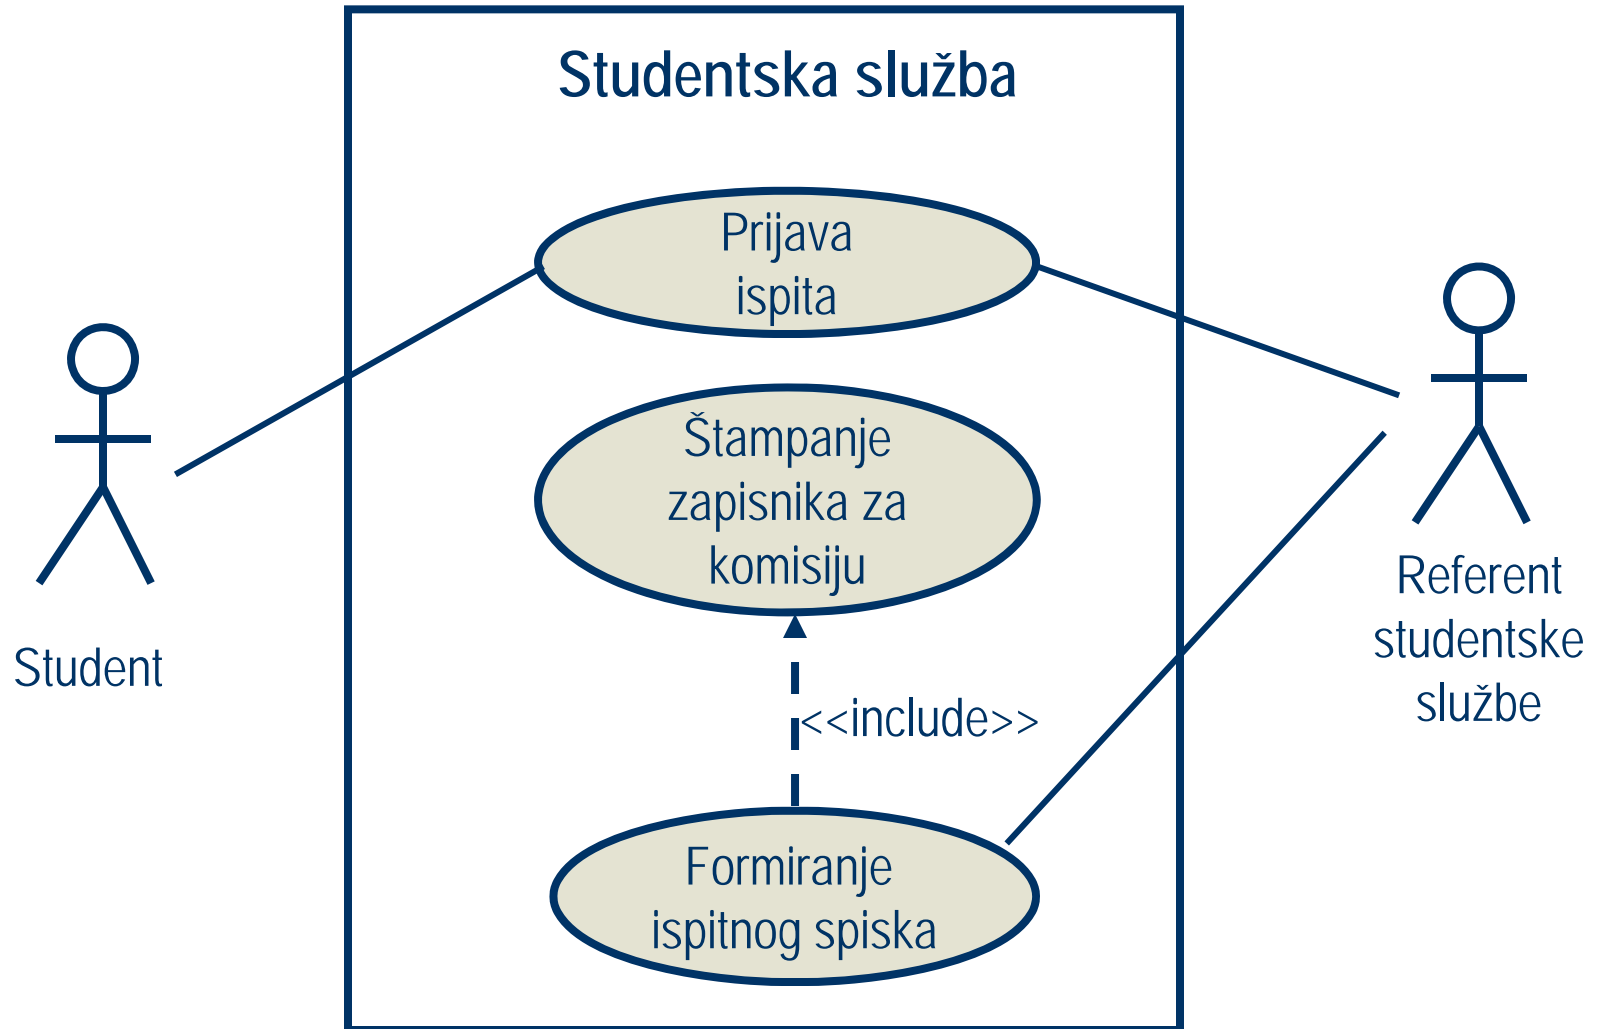 Studentska služba
Prijava
ispita
Štampanje
zapisnika za
komisiju
Student
Referent
studentske
službe
<<include>>
Formiranje
ispitnog spiska